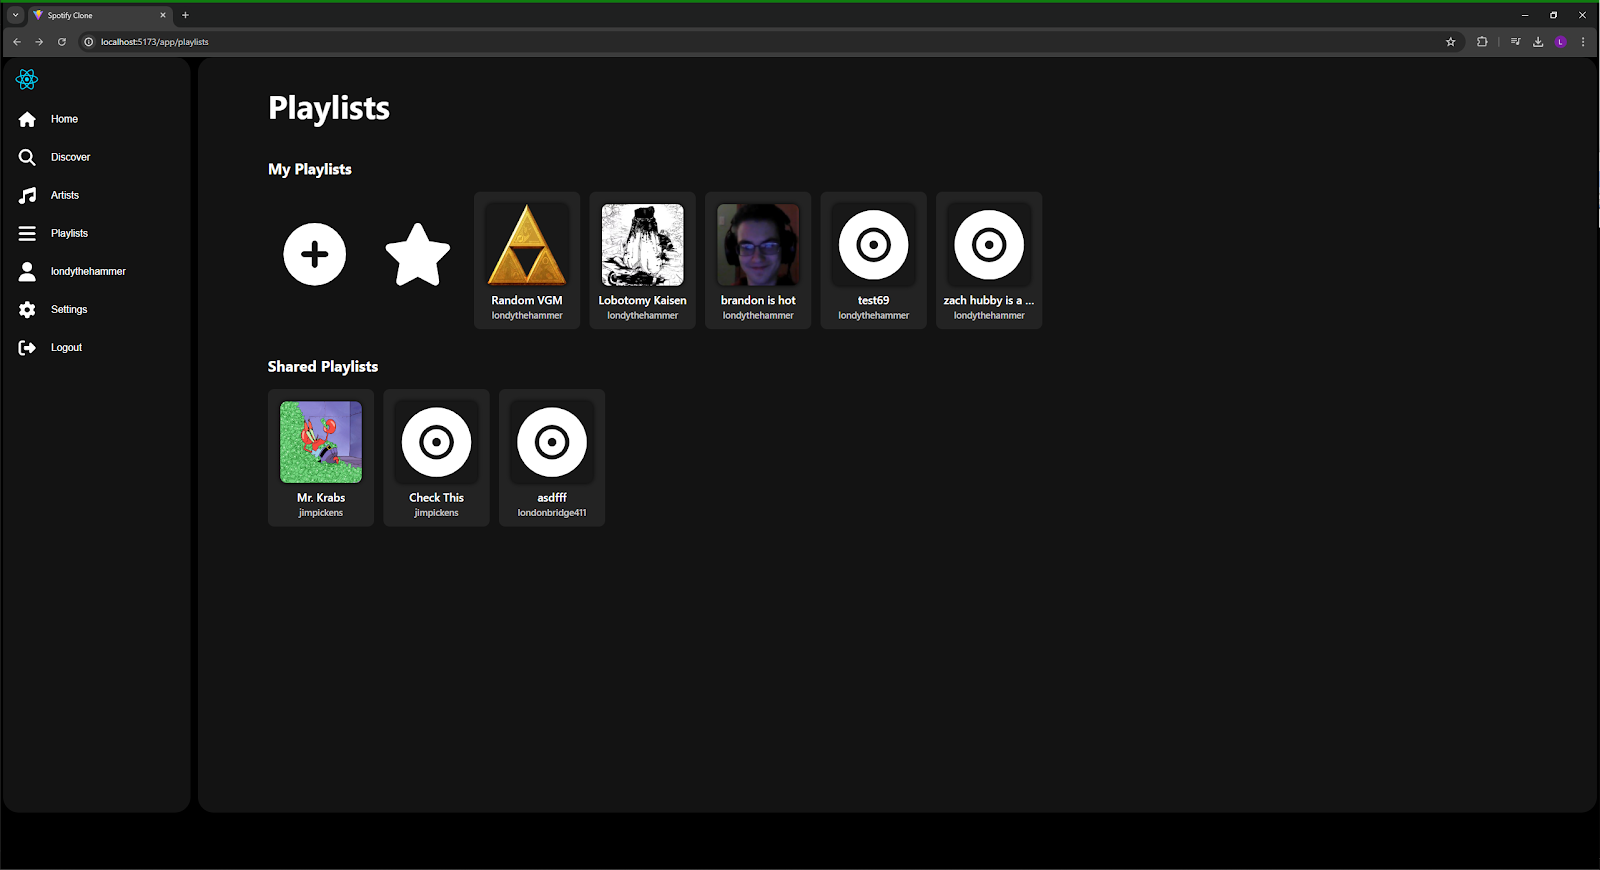 Spotify Clone
localhost:5173/app/playlists
L
Home
Discover
Artists
Playlists
londythehammer
Settings
Logout
Playlists
My Playlists
Random VGM
londythehammer
Lobotomy Kaisen
londythehammer
brandon is hot
londythehammer
test69
londythehammer
zach hubby is a ...
londythehammer
Shared Playlists
Mr. Krabs
jimpickens
Check This
jimpickens
asdfff
londonbridge411